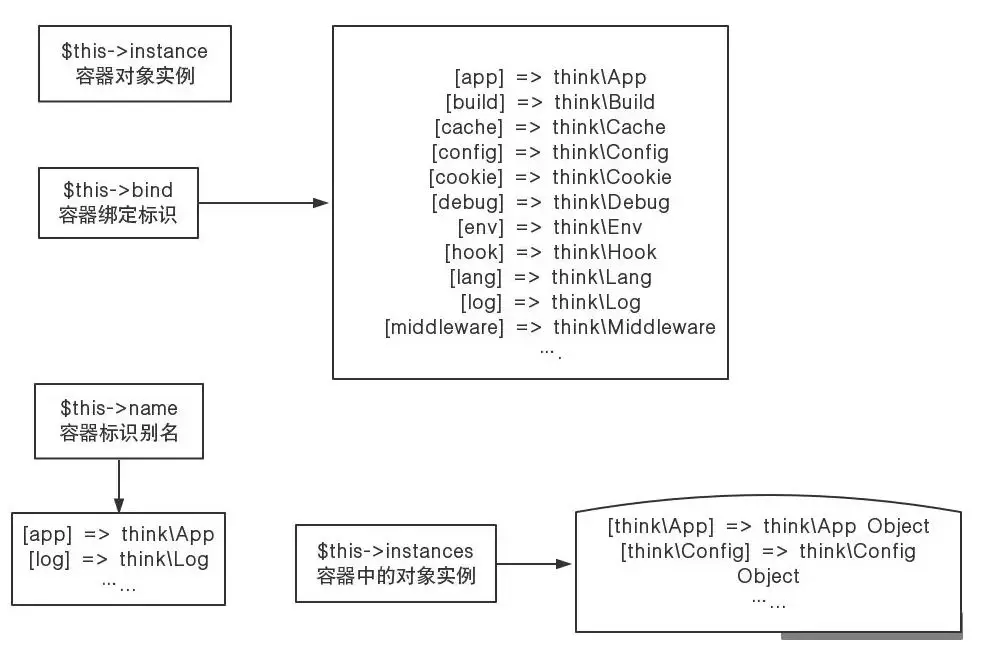 $this->instance
容器对象实例
$this->bind
容器绑定标识
[app] => think\App
[build] => think\Build
[cache] => think\Cache
[config] => think\Config
[cookie] => think\Cookie
[debug] => think\Debug
[env] => think\Env
[hook] => think\Hook
[lang] => think\Lang
[log] => think\Log
[middleware] => think\Middleware
... .
$this->name
容器标识别名
[app] => think\App
[log] => think\Log
... ...
$this->instances
容器中的对象实例
[think\App] => think\App Object
[think\Config] => think\Config
Object
... ...